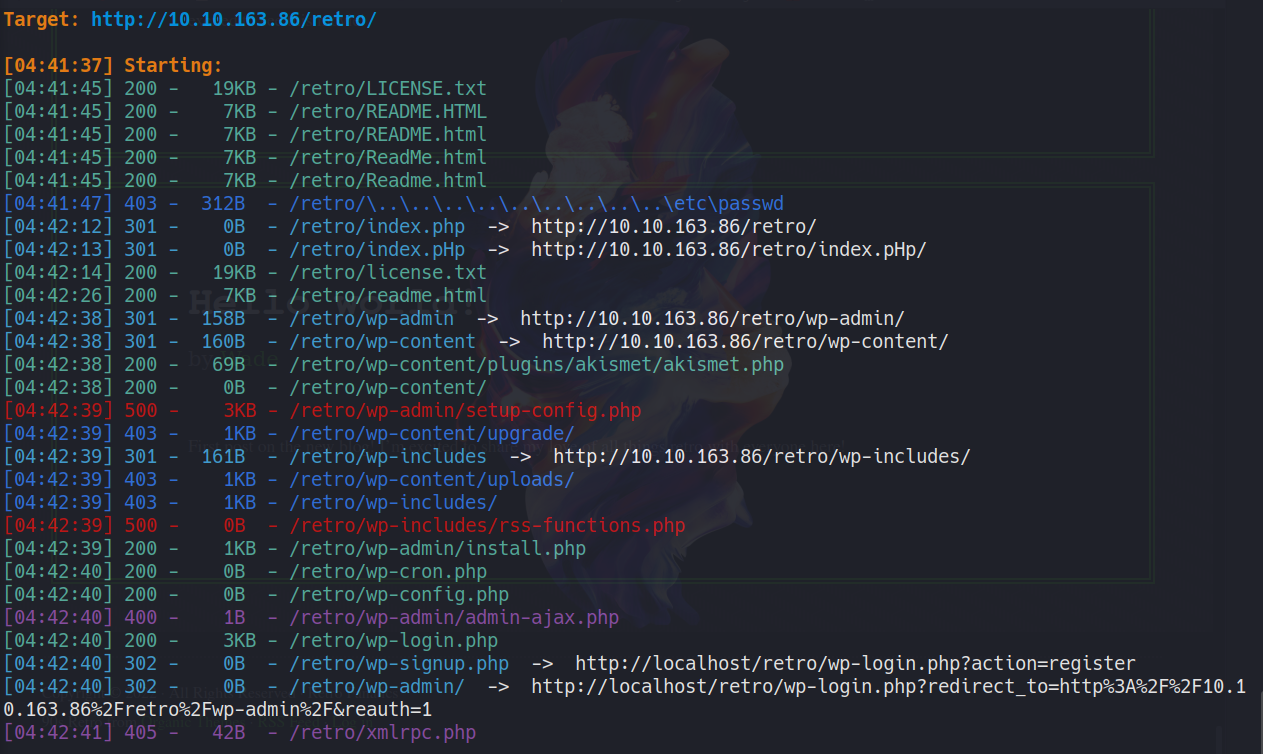 Target: http://10.10.163.86/retro/
[04:41:37] Starting:
[04:41:45] 200 -   19KB - /retro/LICENSE.txt
[04:41:45] 200 -    7KB - /retro/README.HTML
[04:41:45] 200 -    7KB - /retro/README.html
[04:41:45] 200 -    7KB - /retro/ReadMe.html
[04:41:45] 200 -    7KB - /retro/Readme.html
[04:41:47] 403 -  312B  - /retro/\..\..\..\..\..\..\..\..\..\etc\passwd
[04:42:12] 301 -    0B  - /retro/index.php  ->  http://10.10.163.86/retro/
[04:42:13] 301 -    0B  - /retro/index.pHp  ->  http://10.10.163.86/retro/index.pHp/
[04:42:14] 200 -   19KB - /retro/license.txt
[04:42:26] 200 -    7KB - /retro/readme.html
Hello world!
[04:42:38] 301 -  158B  - /retro/wp-admin  ->  http://10.10.163.86/retro/wp-admin/
[04:42:38] 301 -  160B  - /retro/wp-content  ->  http://10.10.163.86/retro/wp-content/
[04:42:38] 200 -   69B  - /retro/wp-content/plugins/akismet/akismet.php
[04:42:38] 200 -    0B  - /retro/wp-content/
[04:42:39] 500 -    3KB - /retro/wp-admin/setup-config.php
[04:42:39] 403 -    1KB - /retro/wp-content/upgrade/
[04:42:39] 301 -  161B  - /retro/wp-includes  ->  http://10.10.163.86/retro/wp-includes/
[04:42:39] 403 -    1KB - /retro/wp-content/uploads/
[04:42:39] 403 -    1KB - /retro/wp-includes/
[04:42:39] 500 -    0B  - /retro/wp-includes/rss-functions.php
[04:42:39] 200 -    1KB - /retro/wp-admin/install.php
[04:42:40] 200 -    0B  - /retro/wp-cron.php
[04:42:40] 200 -    0B  - /retro/wp-config.php
[04:42:40] 400 -    1B  - /retro/wp-admin/admin-ajax.php
[04:42:40] 200 -    3KB - /retro/wp-login.php
[04:42:40] 302 -    0B  - /retro/wp-signup.php  ->  http://localhost/retro/wp-login.php?action=register
[04:42:40] 302 -    0B  - /retro/wp-admin/  ->  http://localhost/retro/wp-login.php?redirect_to=http%3A%2F%2F10.1
0.163.86%2Fretro%2Fwp-admin%2F&reauth=1
[04:42:41] 405 -   42B  - /retro/xmlrpc.php